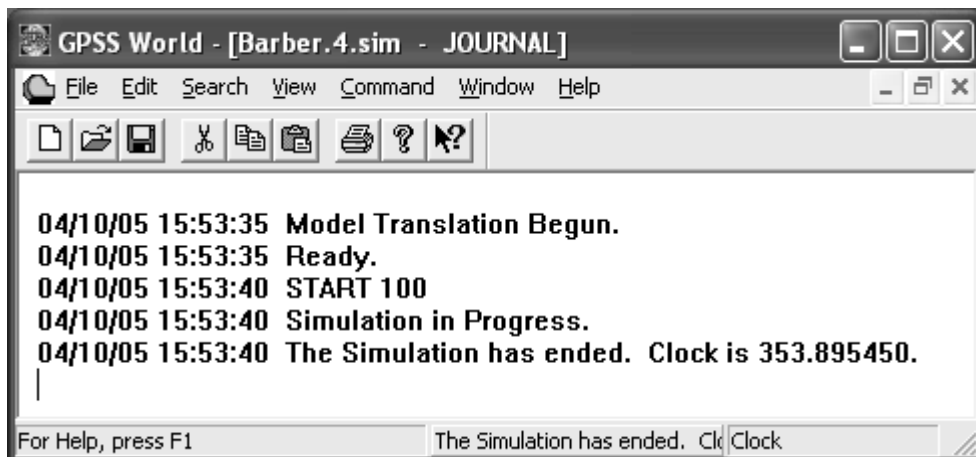 GPSS World - [Barber.4.sim - JOURNAL]
File Edit Search View Command Window Help
04/10/05 15:53:35 Model Translation Begun.
04/10/05 15:53:35 Ready.
04/10/05 15:53:40 START 100
04/10/05 15:53:40 Simulation in Progress.
04/10/05 15:53:40 The Simulation has ended. Clock is 353.895450.
For Help, press F1 The Simulation has ended. Clo Clock